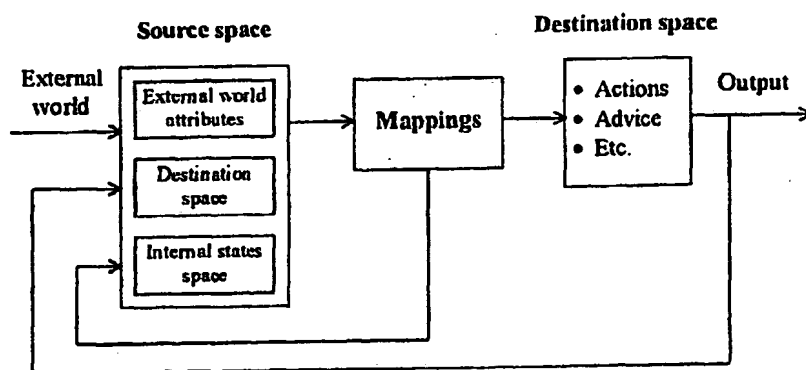 Source space
Destination space
External
world
External world
attributes
Destination
space
Internal states
space
Mappings
• Actions
• Advice
• Etc.
Output